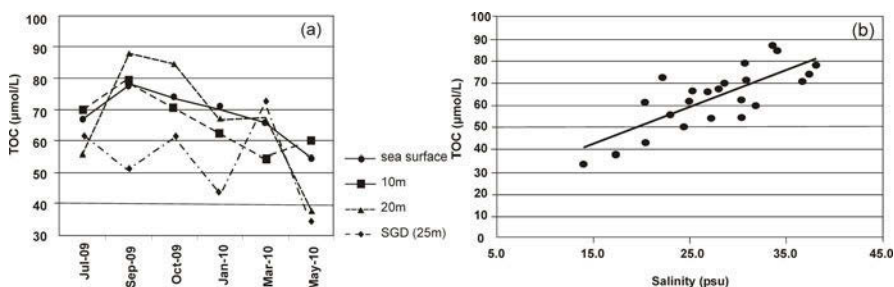 (a)
TOC (µmol/L)
100
90
80
70
60
50
40
30
Jul-09
Sep-09
Oct-09
Jan-10
Mar-10
May-10
sea surface
10m
20m
SGD (25m)
(b)
TOC (µmol/L)
100
90
80
70
60
50
40
30
20
10
0
5.0 15.0 25.0 35.0 45.0
Salinity (psu)